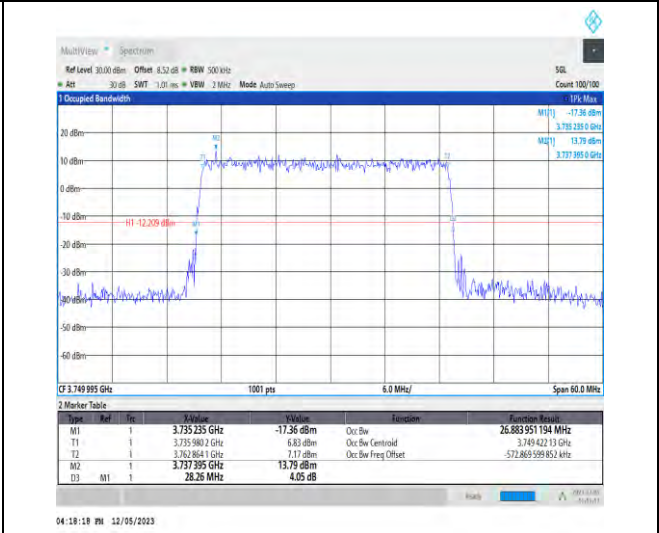 MultiView Spectrum
Ref Level 30.00 dBm Offset 8.52 dB RBW 500 kHz SGL
Att 30 dB SWT 1.01 ms VBW 2 MHz Mode Auto Sweep Count 100/100
1 Occupied Bandwidth 1Pk Max
M1[1] -17.36 dBm
3.735 235 0 GHz
M2[1] 13.79 dBm
3.737 395 0 GHz
20 dBm
M2
T1 T2
10 dBm
0 dBm
-10 dBm
H1 -12.209 dBm
-20 dBm
-30 dBm
-40 dBm
-50 dBm
-60 dBm
CF 3.749 995 GHz 1001 pts 6.0 MHz/ Span 60.0 MHz
2 Marker Table
Type Ref Trc X-Value Y-Value Function Function Result
M1 1 3.735 235 GHz -17.36 dBm Occ Bw 26.883 951 194 MHz
T1 1 3.735 980 2 GHz 6.83 dBm Occ Bw Centroid 3.749 422 13 GHz
T2 1 3.762 864 1 GHz 7.17 dBm Occ Bw Freq Offset -572.869 599 852 kHz
M2 1 3.737 395 GHz 13.79 dBm
D3 M1 1 28.26 MHz 4.05 dB
Ready
04:18:18 PM 12/05/2023